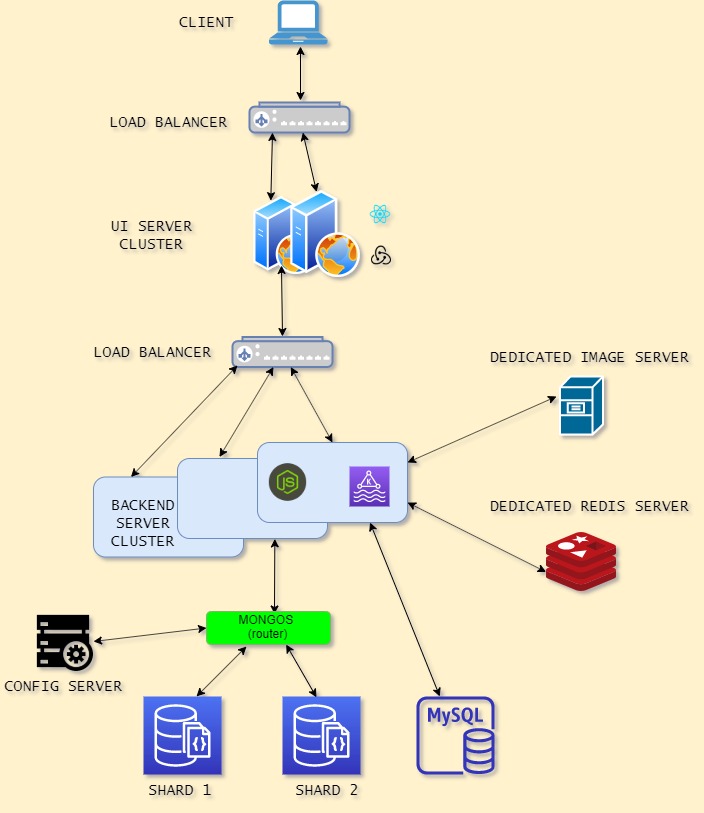 CLIENT
LOAD BALANCER
UI SERVER
CLUSTER
LOAD BALANCER
DEDICATED IMAGE SERVER
JS
K
BACKEND
SERVER
CLUSTER
DEDICATED REDIS SERVER
MONGOS
(router)
CONFIG SERVER
{}
{}
MySQL
SHARD 1
SHARD 2